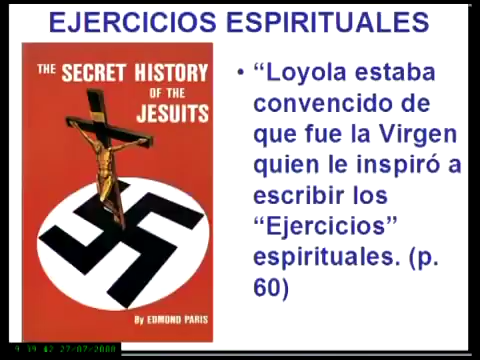 EJERCICIOS ESPIRITUALES
THE SECRET HISTORY
OF THE
JESUITS
By EDMOND PARIS
• “Loyola estaba
convencido de
que fue la Virgen
quien le inspiró a
escribir los
“Ejercicios”
espirituales. (p.
60)